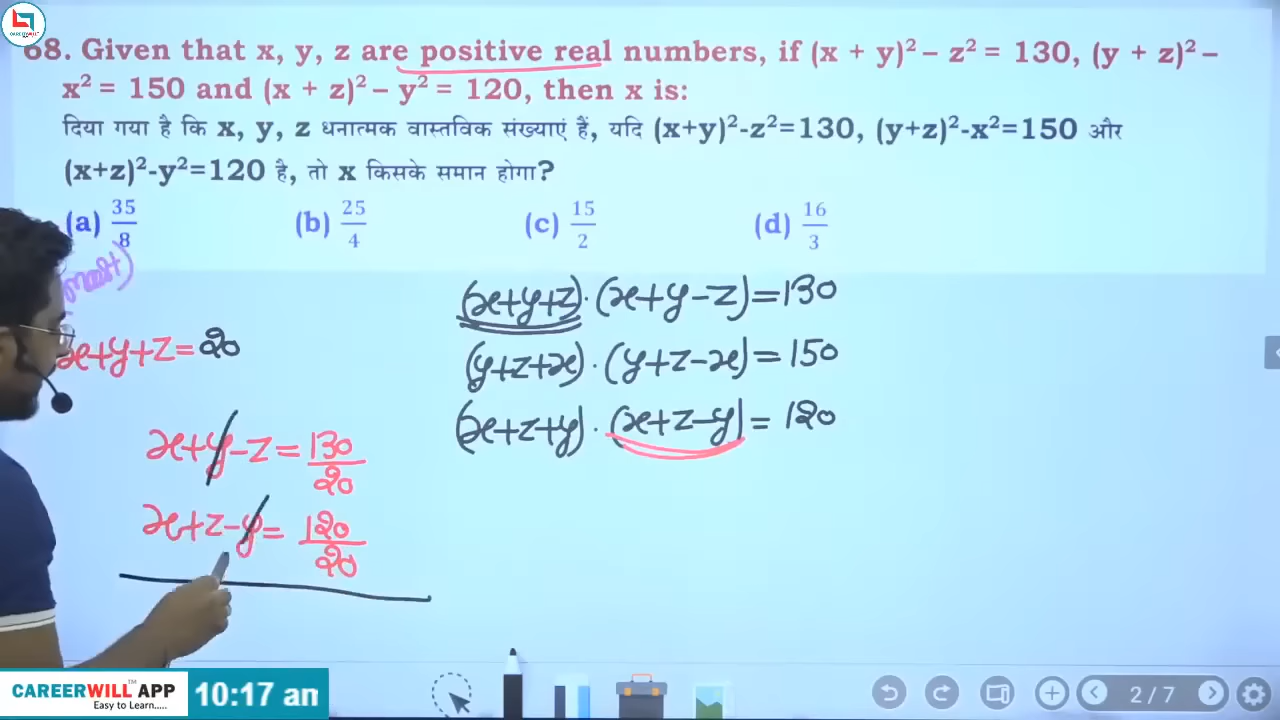 CAREERWILL
68. Given that x, y, z are positive real numbers, if (x + y)² − z² = 130, (y + z)² −
x² = 150 and (x + z)² − y² = 120, then x is:
दिया गया है कि x, y, z धनात्मक वास्तविक संख्याएं हैं, यदि (x+y)²-z²=130, (y+z)²-x²=150 और
(x+z)²-y²=120 है, तो x किसके समान होगा?
(a) 35/8 (b) 25/4 (c) 15/2 (d) 16/3
(x+y+z)·(x+y−z)=130
(y+z+x)·(y+z−x)=150
(x+z+y)·(x+z−y)=120
x+y+z=20
x+y−z=130/20
x+z−y=120/20
CAREERWILL™ APP
Easy to Learn.....
10:17 am
2 / 7